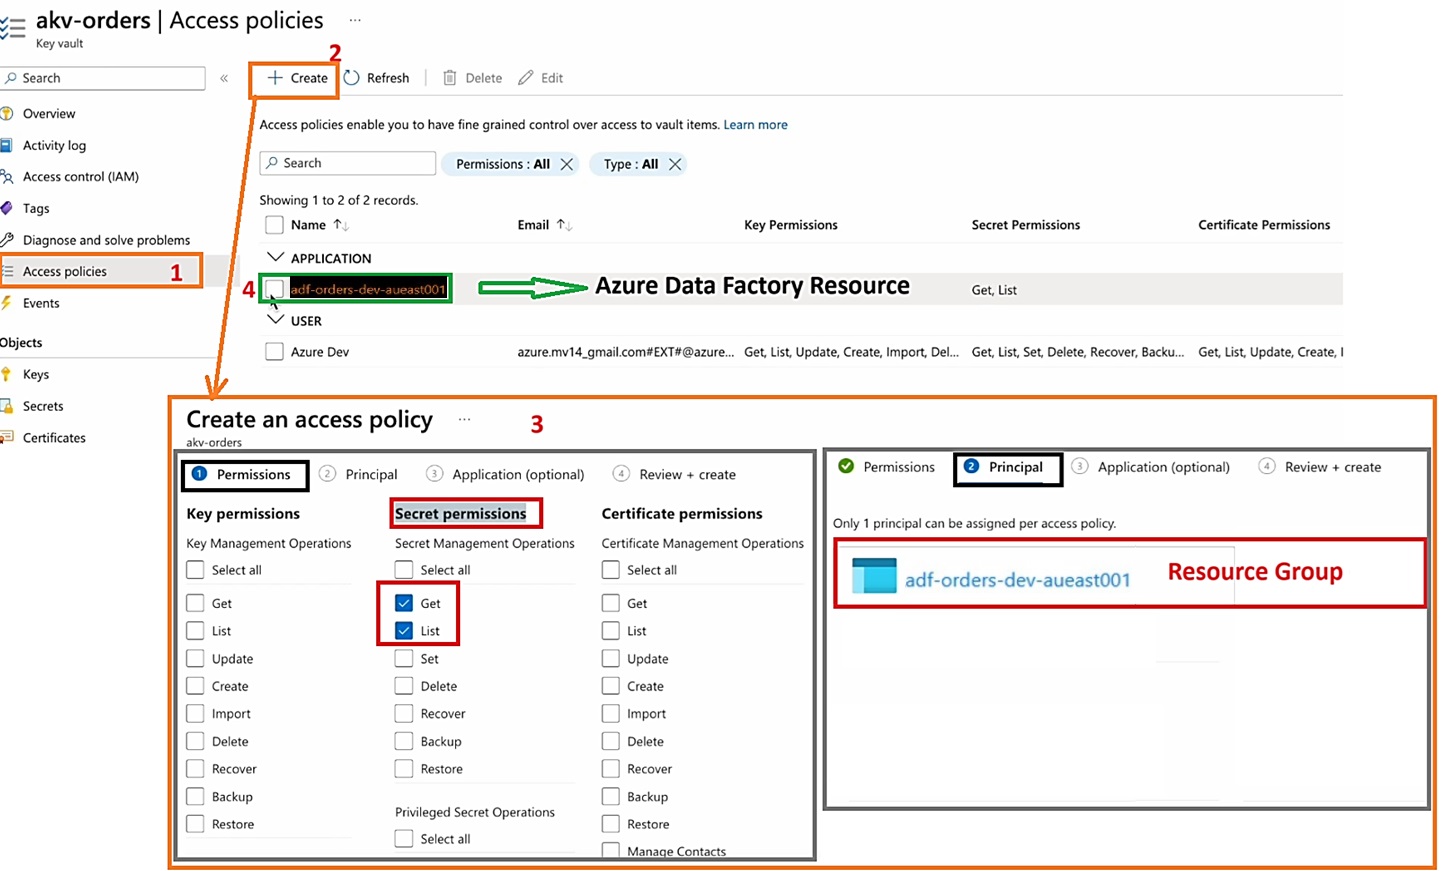 akv-orders | Access policies ...
Key vault
2
Search «
+ Create Refresh Delete Edit
Overview
Activity log
Access control (IAM)
Tags
Diagnose and solve problems
Access policies 1
Events
Objects
Keys
Secrets
Certificates
Access policies enable you to have fine grained control over access to vault items. Learn more
Search Permissions : All Type : All
Showing 1 to 2 of 2 records.
Name ↑↓ Email ↑↓ Key Permissions Secret Permissions Certificate Permissions
APPLICATION
4 adf-orders-dev-aueast001 Azure Data Factory Resource Get, List
USER
Azure Dev azure.mv14_gmail.com#EXT#@azure... Get, List, Update, Create, Import, Del... Get, List, Set, Delete, Recover, Backu... Get, List, Update, Create, I
Create an access policy ... 3
akv-orders
1 Permissions 2 Principal 3 Application (optional) 4 Review + create
Key permissions
Key Management Operations
Select all
Get
List
Update
Create
Import
Delete
Recover
Backup
Restore
Secret permissions
Secret Management Operations
Select all
Get
List
Set
Delete
Recover
Backup
Restore
Privileged Secret Operations
Select all
Certificate permissions
Certificate Management Operations
Select all
Get
List
Update
Create
Import
Delete
Recover
Backup
Restore
Manage Contacts
Permissions 2 Principal 3 Application (optional) 4 Review + create
Only 1 principal can be assigned per access policy.
adf-orders-dev-aueast001 Resource Group